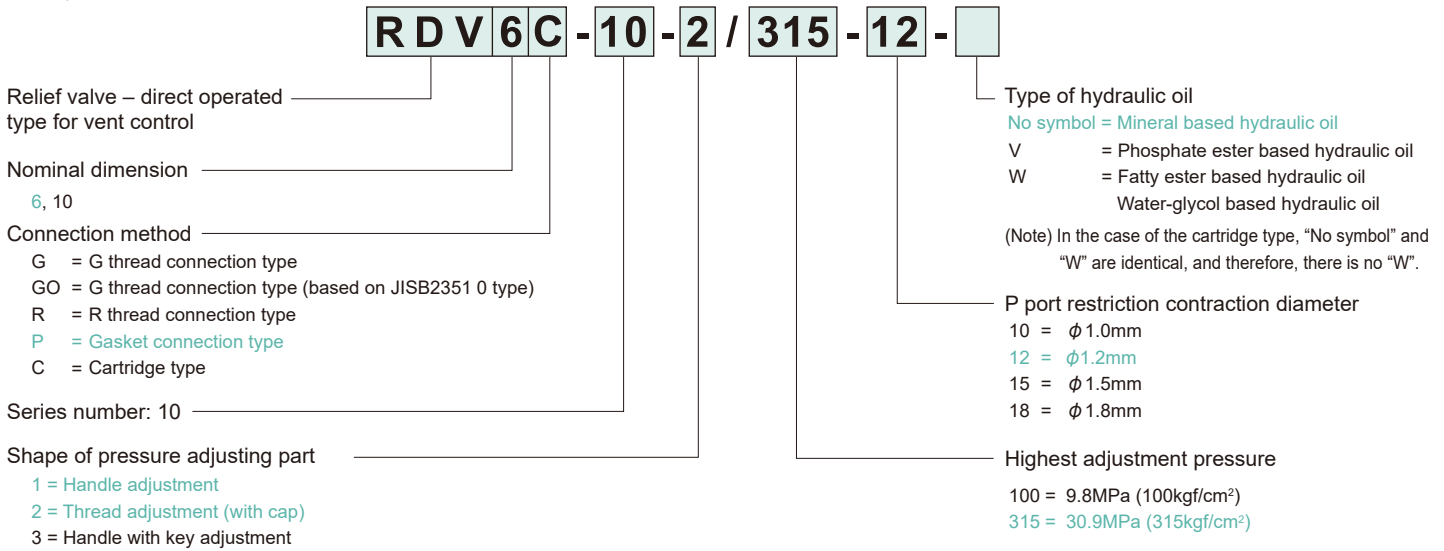 RDV6C-10-2/315-12-
Relief valve – direct operated
type for vent control
Nominal dimension
6, 10
Connection method
G = G thread connection type
GO = G thread connection type (based on JISB2351 0 type)
R = R thread connection type
P = Gasket connection type
C = Cartridge type
Series number: 10
Shape of pressure adjusting part
1 = Handle adjustment
2 = Thread adjustment (with cap)
3 = Handle with key adjustment
Type of hydraulic oil
No symbol = Mineral based hydraulic oil
V = Phosphate ester based hydraulic oil
W = Fatty ester based hydraulic oil
Water-glycol based hydraulic oil
(Note) In the case of the cartridge type, “No symbol” and
“W” are identical, and therefore, there is no “W”.
P port restriction contraction diameter
10 = ϕ1.0mm
12 = ϕ1.2mm
15 = ϕ1.5mm
18 = ϕ1.8mm
Highest adjustment pressure
100 = 9.8MPa (100kgf/cm²)
315 = 30.9MPa (315kgf/cm²)